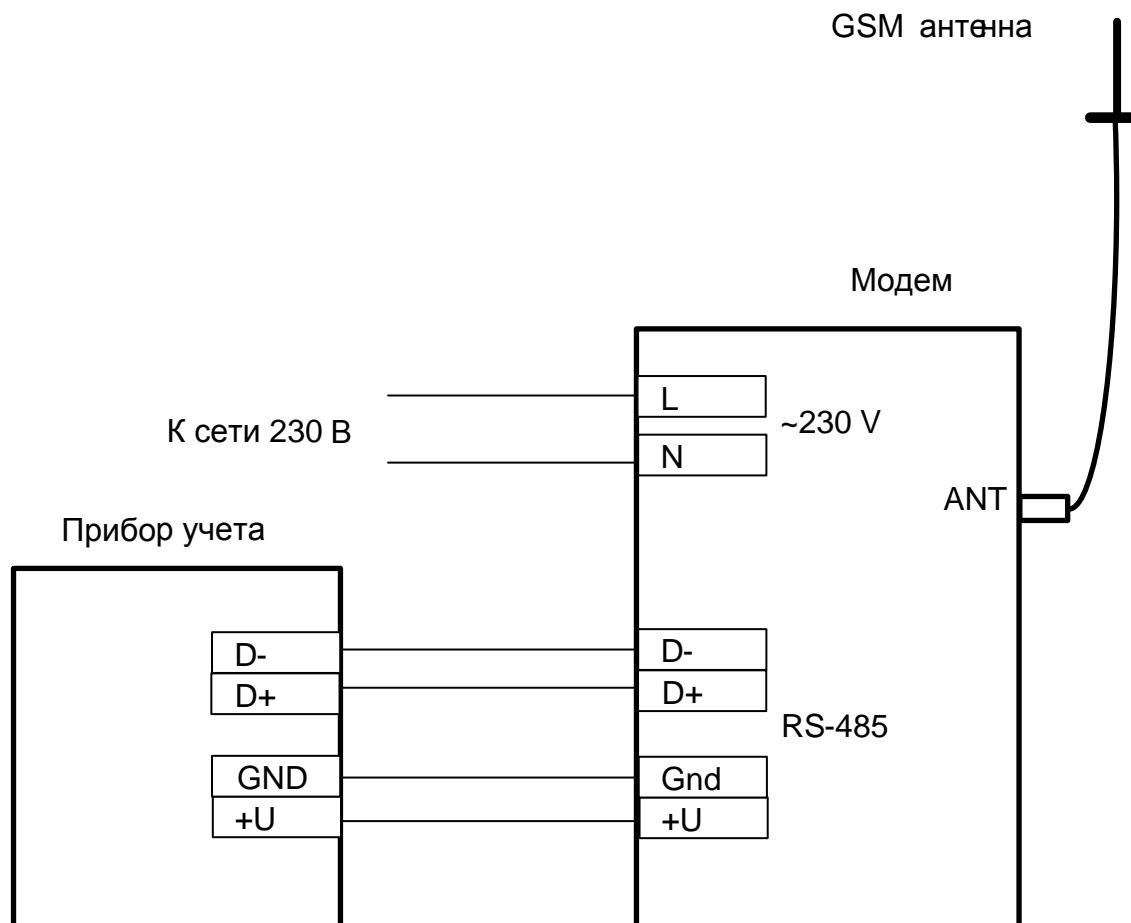 GSM антенна
Модем
L
К сети 230 В
~230 V
N
ANT
Прибор учета
D-
D-
D+
D+
RS-485
GND
Gnd
+U
+U